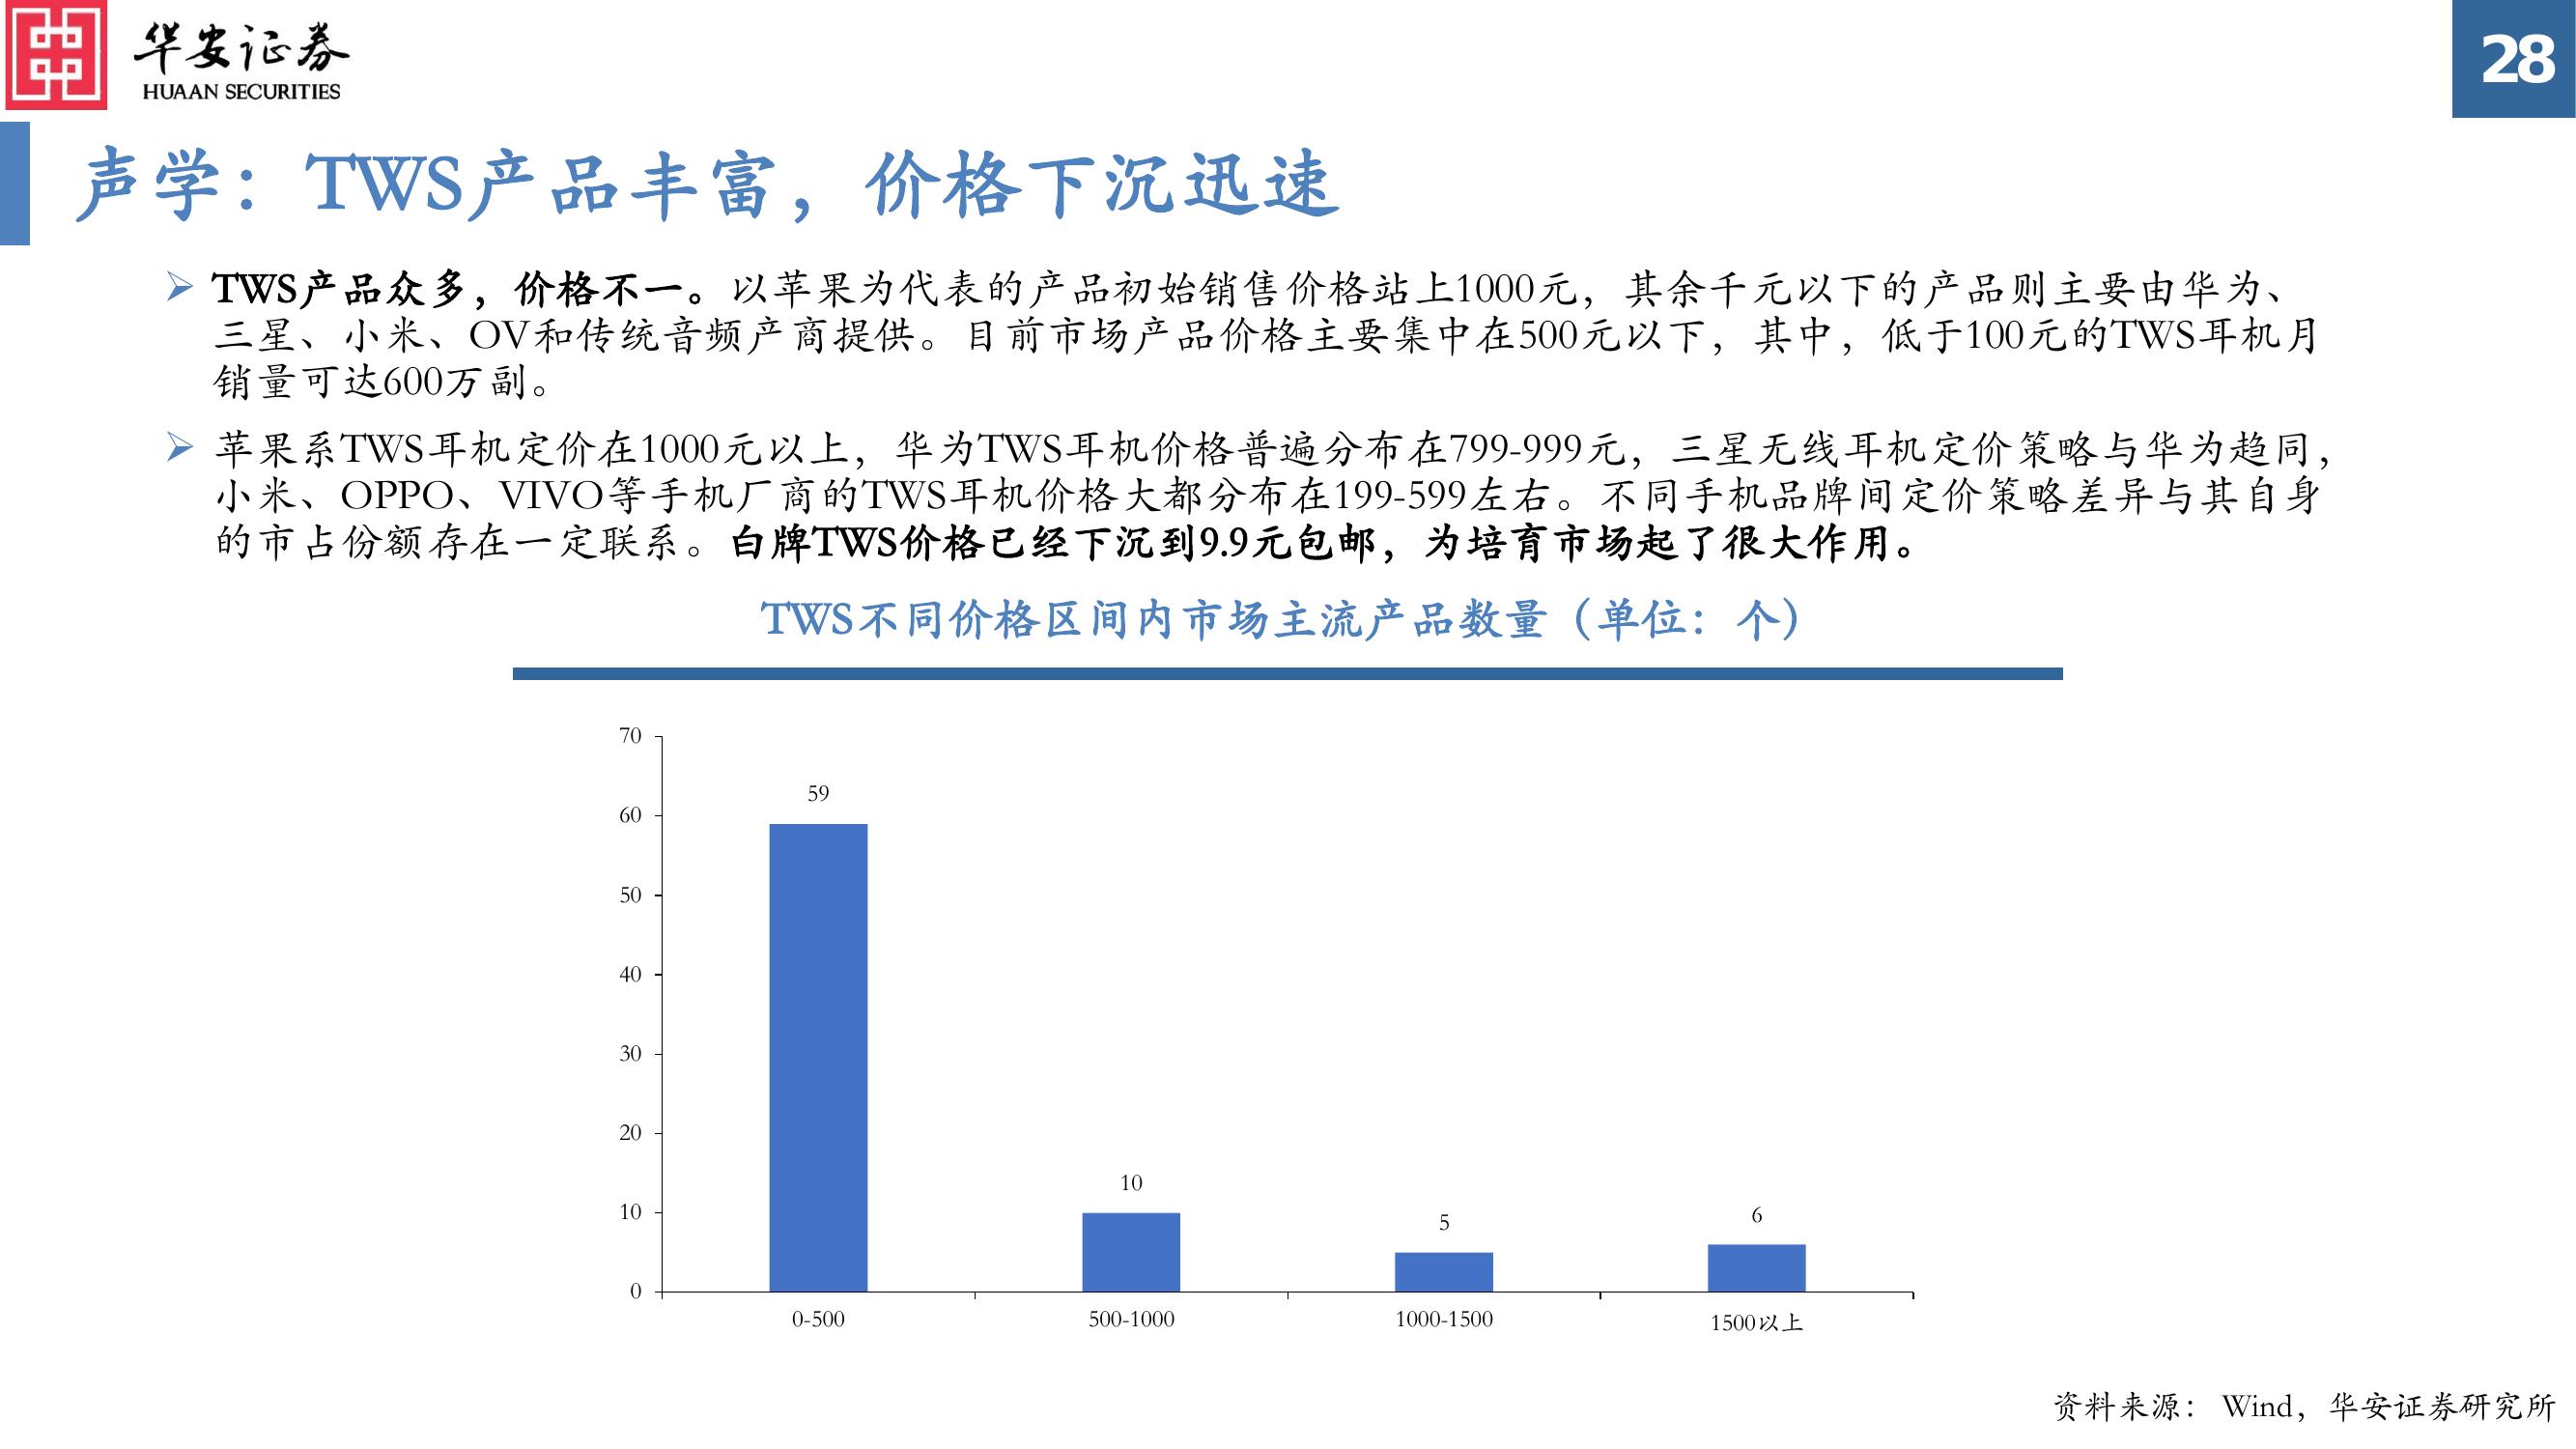 华安证券
HUAAN SECURITIES
28
声学：TWS产品丰富，价格下沉迅速
TWS产品众多，价格不一。以苹果为代表的产品初始销售价格站上1000元，其余千元以下的产品则主要由华为、
三星、小米、OV和传统音频产商提供。目前市场产品价格主要集中在500元以下，其中，低于100元的TWS耳机月
销量可达600万副。
苹果系TWS耳机定价在1000元以上，华为TWS耳机价格普遍分布在799-999元，三星无线耳机定价策略与华为趋同，
小米、OPPO、VIVO等手机厂商的TWS耳机价格大都分布在199-599左右。不同手机品牌间定价策略差异与其自身
的市占份额存在一定联系。白牌TWS价格已经下沉到9.9元包邮，为培育市场起了很大作用。
TWS不同价格区间内市场主流产品数量（单位：个）
70
60
50
40
30
20
10
0
59
10
5
6
0-500
500-1000
1000-1500
1500以上
资料来源： Wind，华安证券研究所